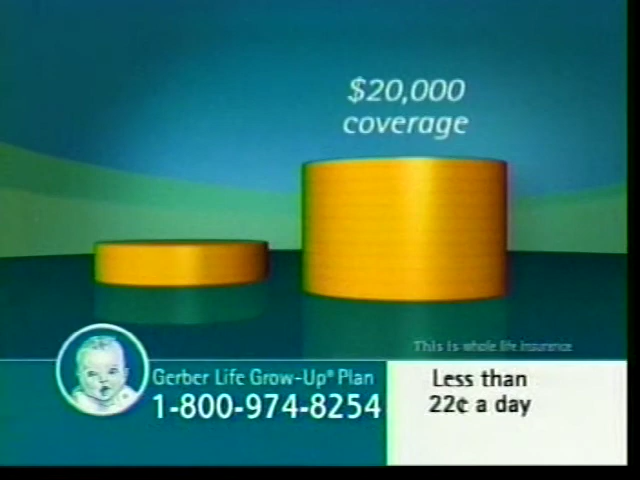 $20,000
coverage
This is whole life insurance
Gerber Life Grow-Up® Plan
1-800-974-8254
Less than
22¢ a day